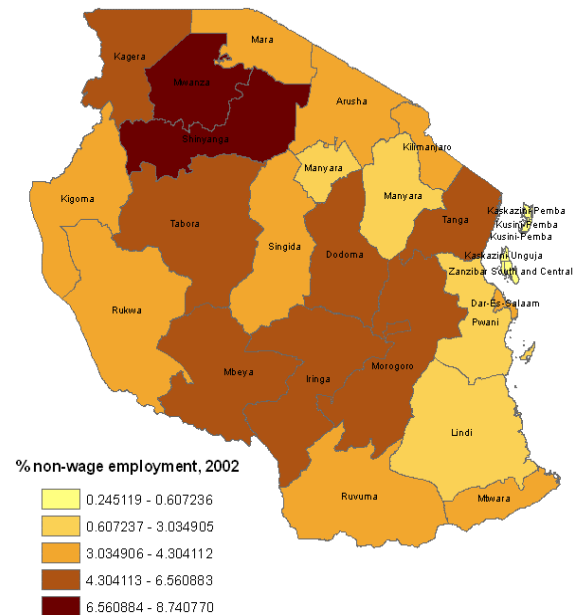 Mara
Kagera
Mwanza
Arusha
Shinyanga
Kilimanjaro
Manyara
Kigoma
Manyara
Kaskazini-Pemba
Tabora
Tanga
Kusini-Pemba
Kusini-Pemba
Singida
Dodoma
Kaskazini-Unguja
Zanzibar South and Central
Dar-Es-Salaam
Rukwa
Pwani
Morogoro
Mbeya
Iringa
Lindi
% non-wage employment, 2002
Ruvuma
Mtwara
0.245119 - 0.607236
0.607237 - 3.034905
3.034906 - 4.304112
4.304113 - 6.560883
6.560884 - 8.740770